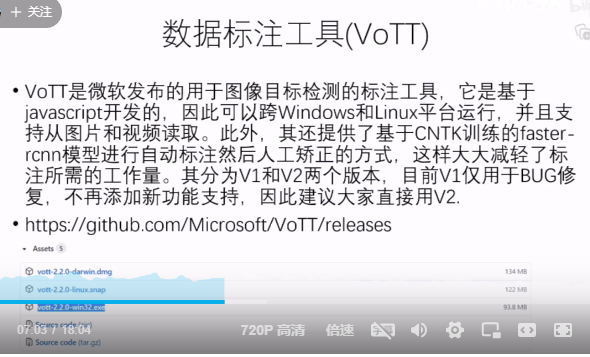 + 关注
数据标注工具(VoTT)
• VoTT是微软发布的用于图像目标检测的标注工具，它是基于
javascript开发的，因此可以跨Windows和Linux平台运行，并且支
持从图片和视频读取。此外，其还提供了基于CNTK训练的faster-
rcnn模型进行自动标注然后人工矫正的方式，这样大大减轻了标
注所需的工作量。其分为V1和V2两个版本，目前V1仅用于BUG修
复，不再添加新功能支持，因此建议大家直接用V2.
• https://github.com/Microsoft/VoTT/releases
Assets 5
vott-2.2.0-darwin.dmg 134 MB
vott-2.2.0-linux.snap 122 MB
vott-2.2.0-win32.exe 93.8 MB
Source code (zip)
07:03 / 18:04 720P 高清 倍速
Source code (tar.gz)